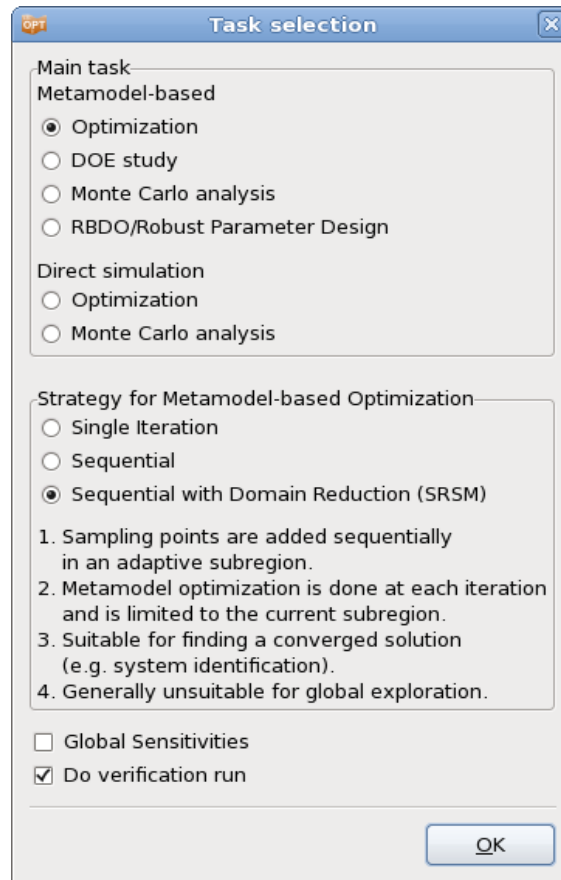 OPT
Task selection
Main task
Metamodel-based
Optimization
DOE study
Monte Carlo analysis
RBDO/Robust Parameter Design
Direct simulation
Optimization
Monte Carlo analysis
Strategy for Metamodel-based Optimization
Single Iteration
Sequential
Sequential with Domain Reduction (SRSM)
1. Sampling points are added sequentially
in an adaptive subregion.
2. Metamodel optimization is done at each iteration
and is limited to the current subregion.
3. Suitable for finding a converged solution
(e.g. system identification).
4. Generally unsuitable for global exploration.
Global Sensitivities
Do verification run
OK